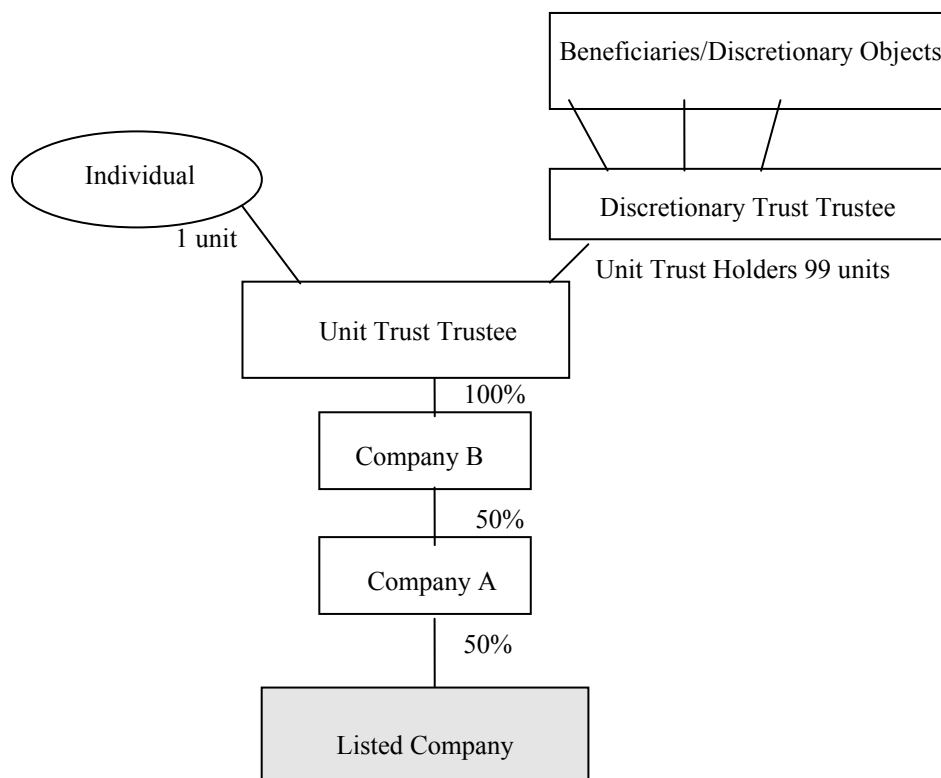 Beneficiaries/Discretionary Objects
Individual
Discretionary Trust Trustee
1 unit
Unit Trust Holders 99 units
Unit Trust Trustee
100%
Company B
50%
Company A
50%
Listed Company